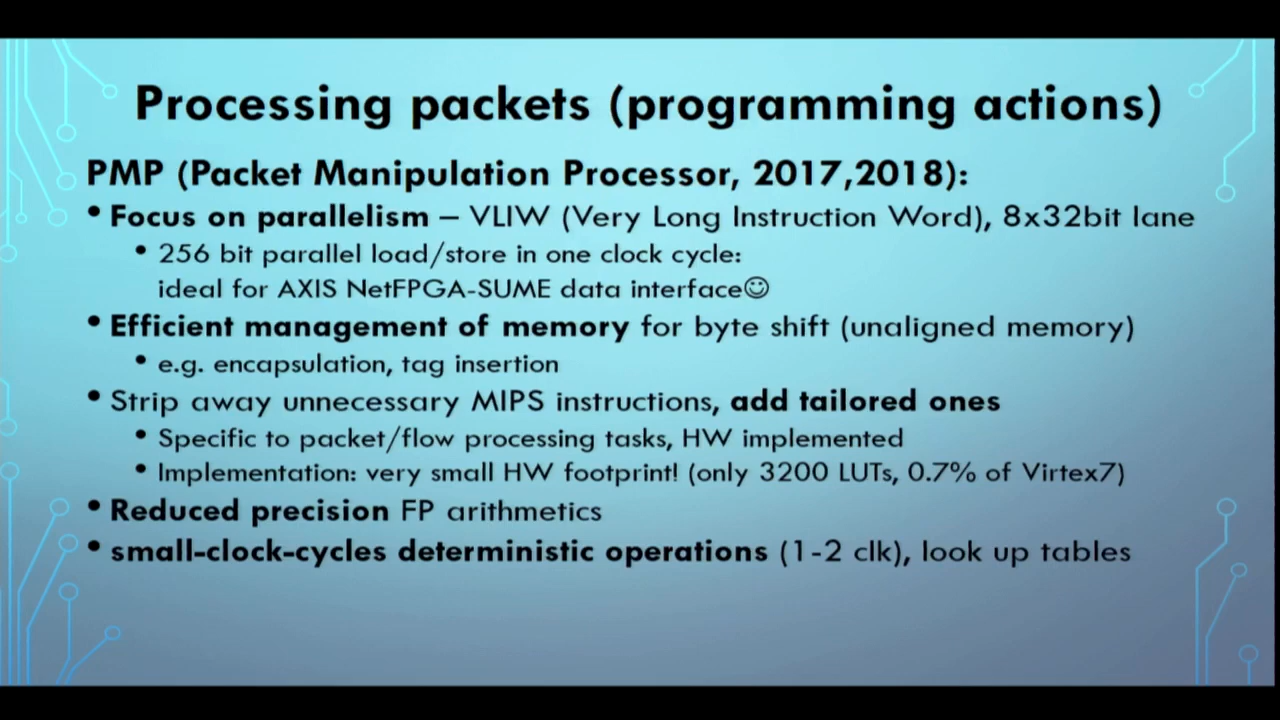 Processing packets (programming actions)
PMP (Packet Manipulation Processor, 2017,2018):
• Focus on parallelism – VLIW (Very Long Instruction Word), 8x32bit lane
• 256 bit parallel load/store in one clock cycle:
ideal for AXIS NetFPGA-SUME data interface☺
• Efficient management of memory for byte shift (unaligned memory)
• e.g. encapsulation, tag insertion
• Strip away unnecessary MIPS instructions, add tailored ones
• Specific to packet/flow processing tasks, HW implemented
• Implementation: very small HW footprint! (only 3200 LUTs, 0.7% of Virtex7)
• Reduced precision FP arithmetics
• small-clock-cycles deterministic operations (1-2 clk), look up tables